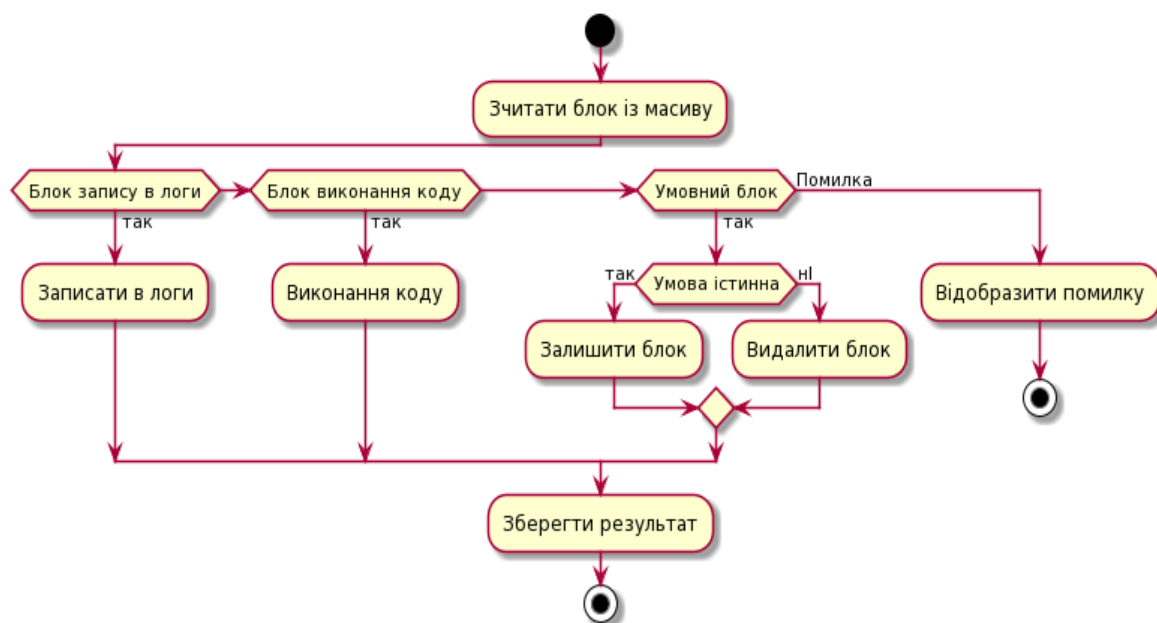 Зчитати блок із масиву
Блок запису в логи
Блок виконання коду
Умовний блок
Помилка
так
так
так
Записати в логи
Виконання коду
так
Умова істинна
нІ
Відобразити помилку
Залишити блок
Видалити блок
Зберегти результат